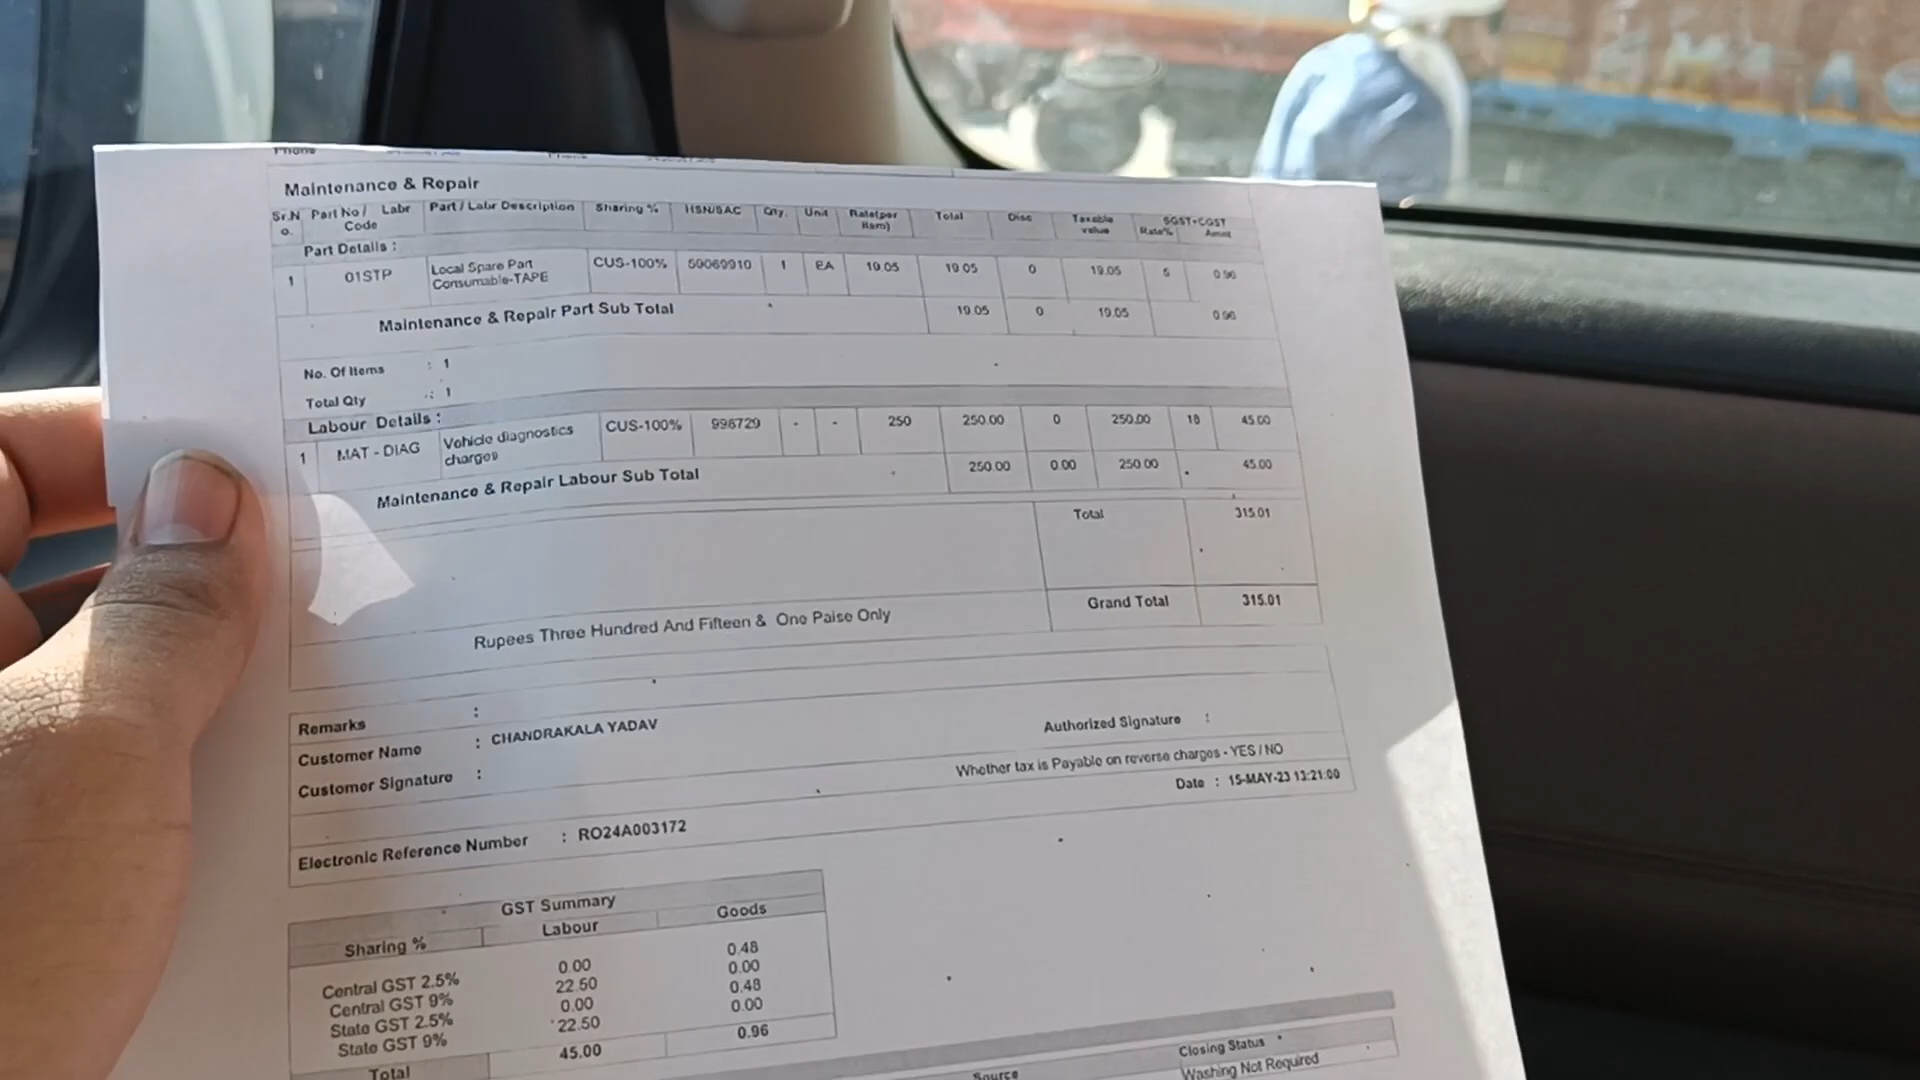 Phone Phone
Maintenance & Repair
Sr.N o. Part No / Labr Code Part / Labr Description Sharing % HSN/SAC Qty. Unit Rate(per item) Total Disc Taxable value SGST+CGST Rate% Amnt
Part Details :
1 01STP Local Spare Part Consumable-TAPE CUS-100% 59069910 1 EA 19.05 19.05 0 19.05 5 0.96
Maintenance & Repair Part Sub Total 19.05 0 19.05 0.96
No. Of Items : 1
Total Qty : 1
Labour Details :
1 MAT - DIAG Vehicle diagnostics charges CUS-100% 998729 - - 250 250.00 0 250.00 18 45.00
Maintenance & Repair Labour Sub Total 250.00 0.00 250.00 45.00
Total 315.01
Grand Total 315.01
Rupees Three Hundred And Fifteen & One Paise Only
Remarks :
Customer Name : CHANDRAKALA YADAV
Authorized Signature :
Customer Signature :
Whether tax is Payable on reverse charges - YES / NO
Date : 15-MAY-23 13:21:00
Electronic Reference Number : RO24A003172
GST Summary
Sharing % Labour Goods
Central GST 2.5% 0.00 0.48
Central GST 9% 22.50 0.00
State GST 2.5% 0.00 0.48
State GST 9% 22.50 0.00
Total 45.00 0.96
Source
Closing Status
Washing Not Required